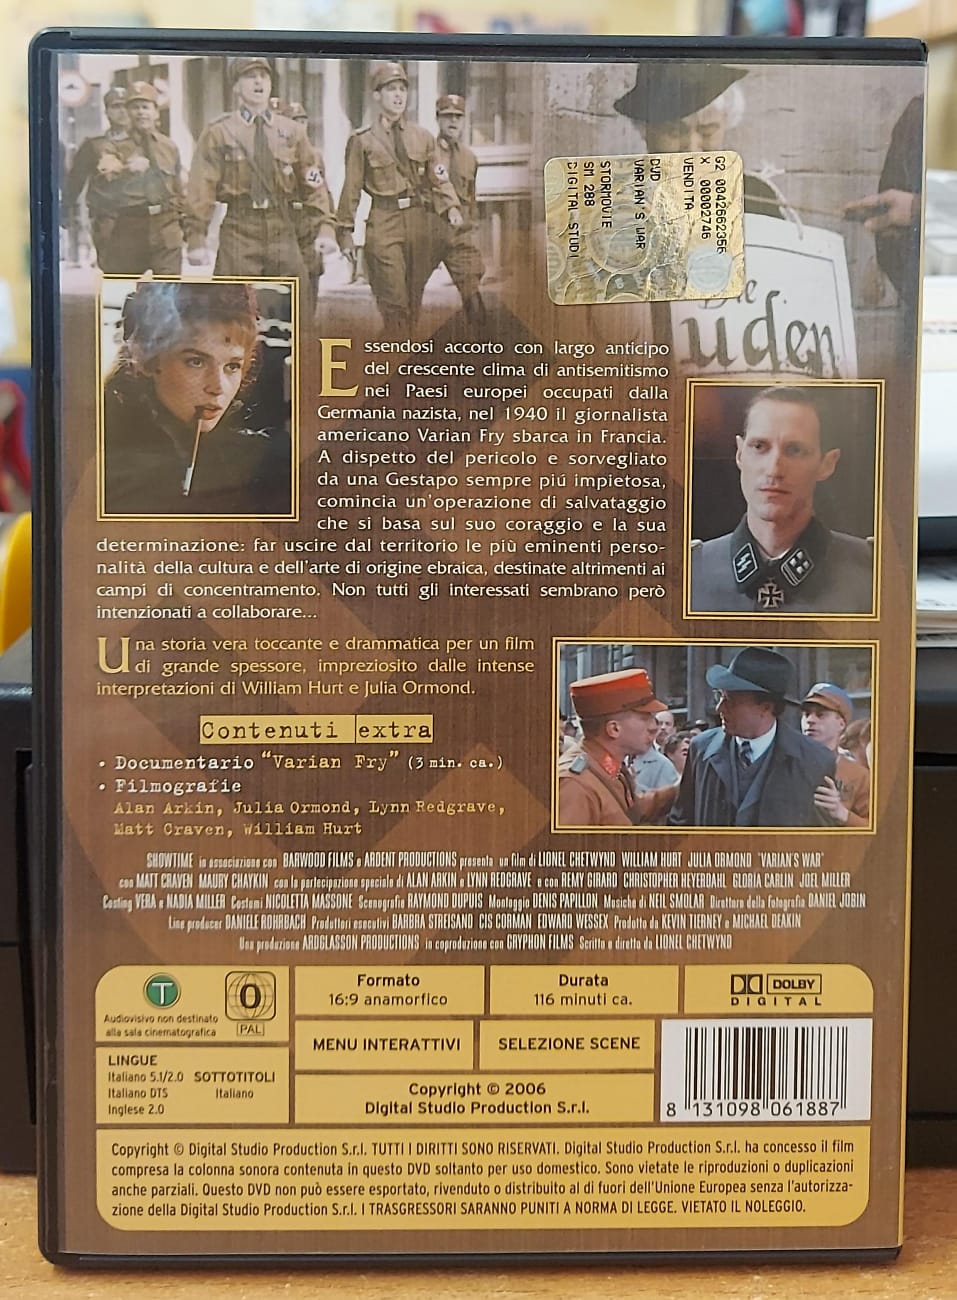 G2 004266235
X 00002746
VENDITA
DVD
VARIAN'S WAR
STORMOVIE
SM 288
DIGITAL STUDI
uden
Essendosi accorto con largo anticipo
del crescente clima di antisemitismo
nei Paesi europei occupati dalla
Germania nazista, nel 1940 il giornalista
americano Varian Fry sbarca in Francia.
A dispetto del pericolo e sorvegliato
da una Gestapo sempre piú impietosa,
comincia un'operazione di salvataggio
che si basa sul suo coraggio e la sua
determinazione: far uscire dal territorio le più eminenti perso-
nalità della cultura e dell'arte di origine ebraica, destinate altrimenti ai
campi di concentramento. Non tutti gli interessati sembrano però
intenzionati a collaborare...
Una storia vera toccante e drammatica per un film
di grande spessore, impreziosito dalle intense
interpretazioni di William Hurt e Julia Ormond.
Contenuti extra
• Documentario "Varian Fry" (3 min. ca.)
• Filmografie
Alan Arkin, Julia Ormond, Lynn Redgrave,
Matt Craven, William Hurt
SHOWTIME in associazione con BARWOOD FILMS e ARDENT PRODUCTIONS presenta un film di LIONEL CHETWYND WILLIAM HURT JULIA ORMOND "VARIAN'S WAR"
con MATT CRAVEN MAURY CHAYKIN con la partecipazione speciale di ALAN ARKIN e LYNN REDGRAVE e con REMY GIRARD CHRISTOPHER HEYERDAHL GLORIA CARLIN JOEL MILLER
Casting VERA e NADIA MILLER Costumi NICOLETTA MASSONE Scenografia RAYMOND DUPUIS Montaggio DENIS PAPILLON Musiche di NEIL SMOLAR Direttore della fotografia DANIEL JOBIN
Line producer DANIELE ROHRBACH Produttori esecutivi BARBRA STREISAND CIS CORMAN EDWARD WESSEX Prodotto da KEVIN TIERNEY e MICHAEL DEAKIN
Una produzione ARDGLASSON PRODUCTIONS in coproduzione con GRYPHON FILMS Scritto e diretto da LIONEL CHETWYND
T
Audiovisivo non destinato
alla sala cinematografica
0
PAL
Formato
16:9 anamorfico
Durata
116 minuti ca.
DOLBY
DIGITAL
LINGUE
Italiano 5.1/2.0
Italiano DTS
Inglese 2.0
SOTTOTITOLI
Italiano
MENU INTERATTIVI
SELEZIONE SCENE
Copyright © 2006
Digital Studio Production S.r.l.
8 131098 061887
Copyright © Digital Studio Production S.r.l. TUTTI I DIRITTI SONO RISERVATI. Digital Studio Production S.r.l. ha concesso il film
compresa la colonna sonora contenuta in questo DVD soltanto per uso domestico. Sono vietate le riproduzioni o duplicazioni
anche parziali. Questo DVD non può essere esportato, rivenduto o distribuito al di fuori dell'Unione Europea senza l'autorizza-
zione della Digital Studio Production S.r.l. I TRASGRESSORI SARANNO PUNITI A NORMA DI LEGGE. VIETATO IL NOLEGGIO.